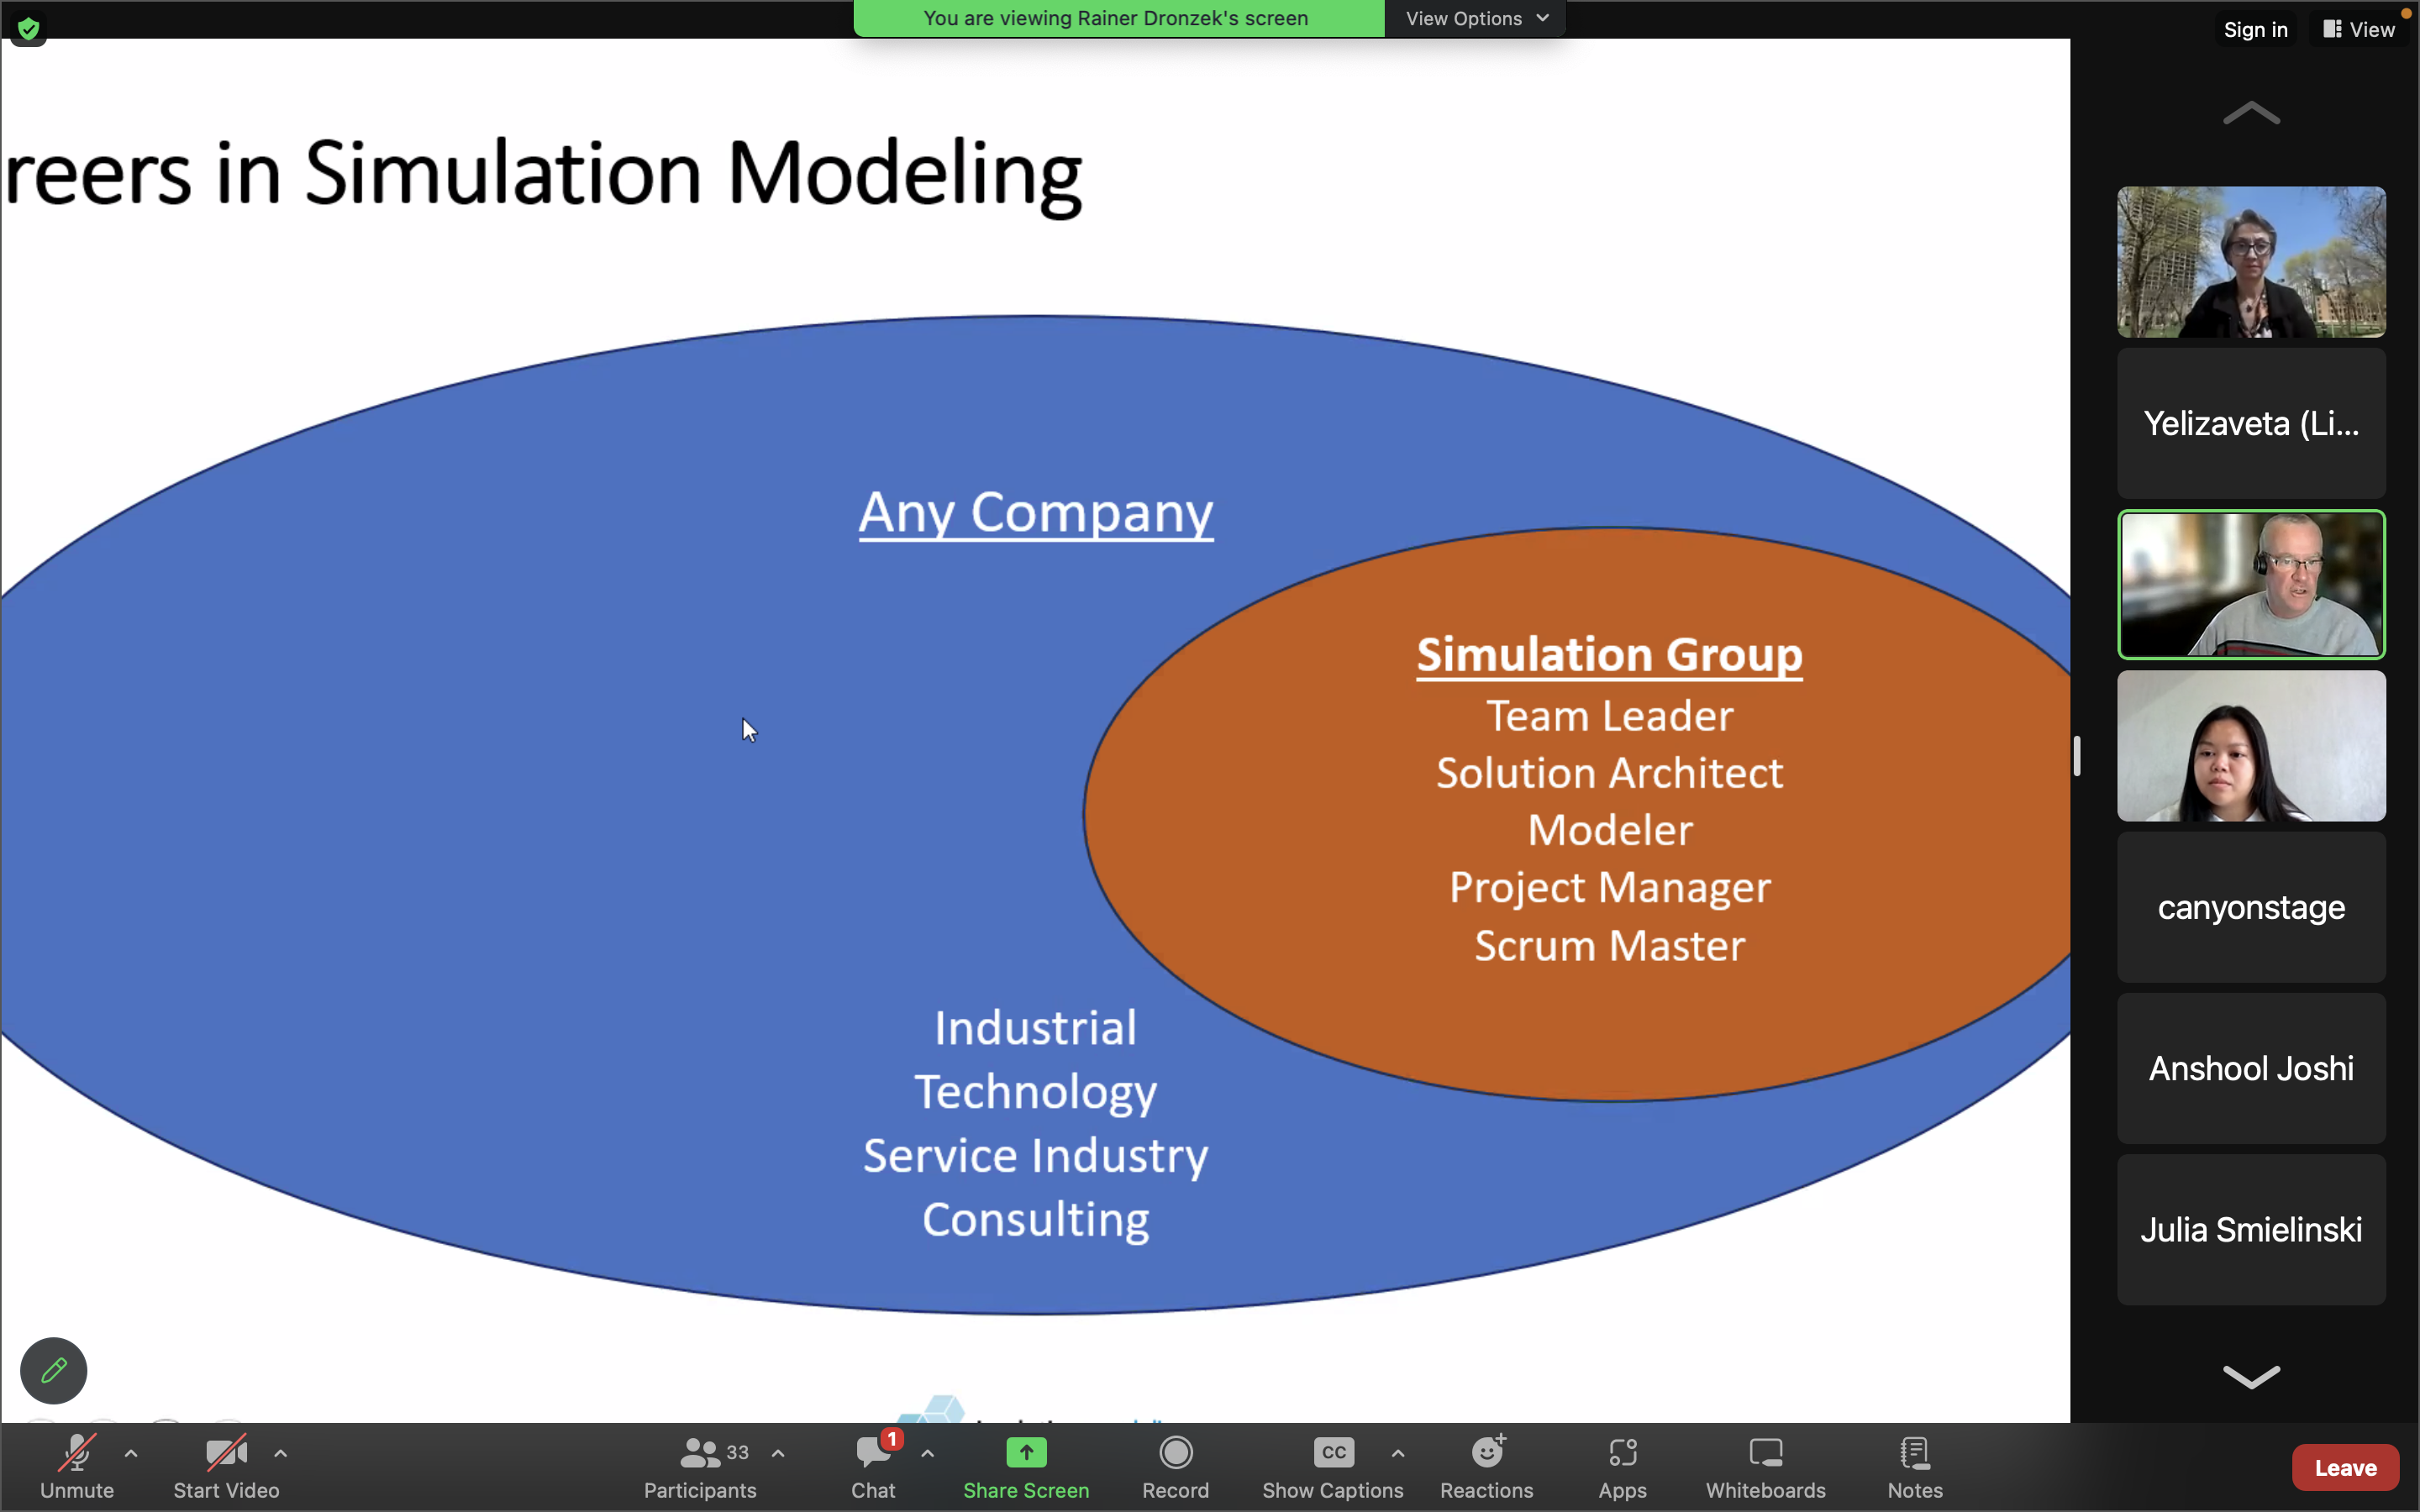 You are viewing Rainer Dronzek's screen
View Options
Sign in
View
reers in Simulation Modeling
Any Company
Simulation Group
Team Leader
Solution Architect
Modeler
Project Manager
Scrum Master
Industrial
Technology
Service Industry
Consulting
Yelizaveta (Li...
canyonstage
Anshool Joshi
Julia Smielinski
33
1
CC
Unmute
Start Video
Participants
Chat
Share Screen
Record
Show Captions
Reactions
Apps
Whiteboards
Notes
Leave